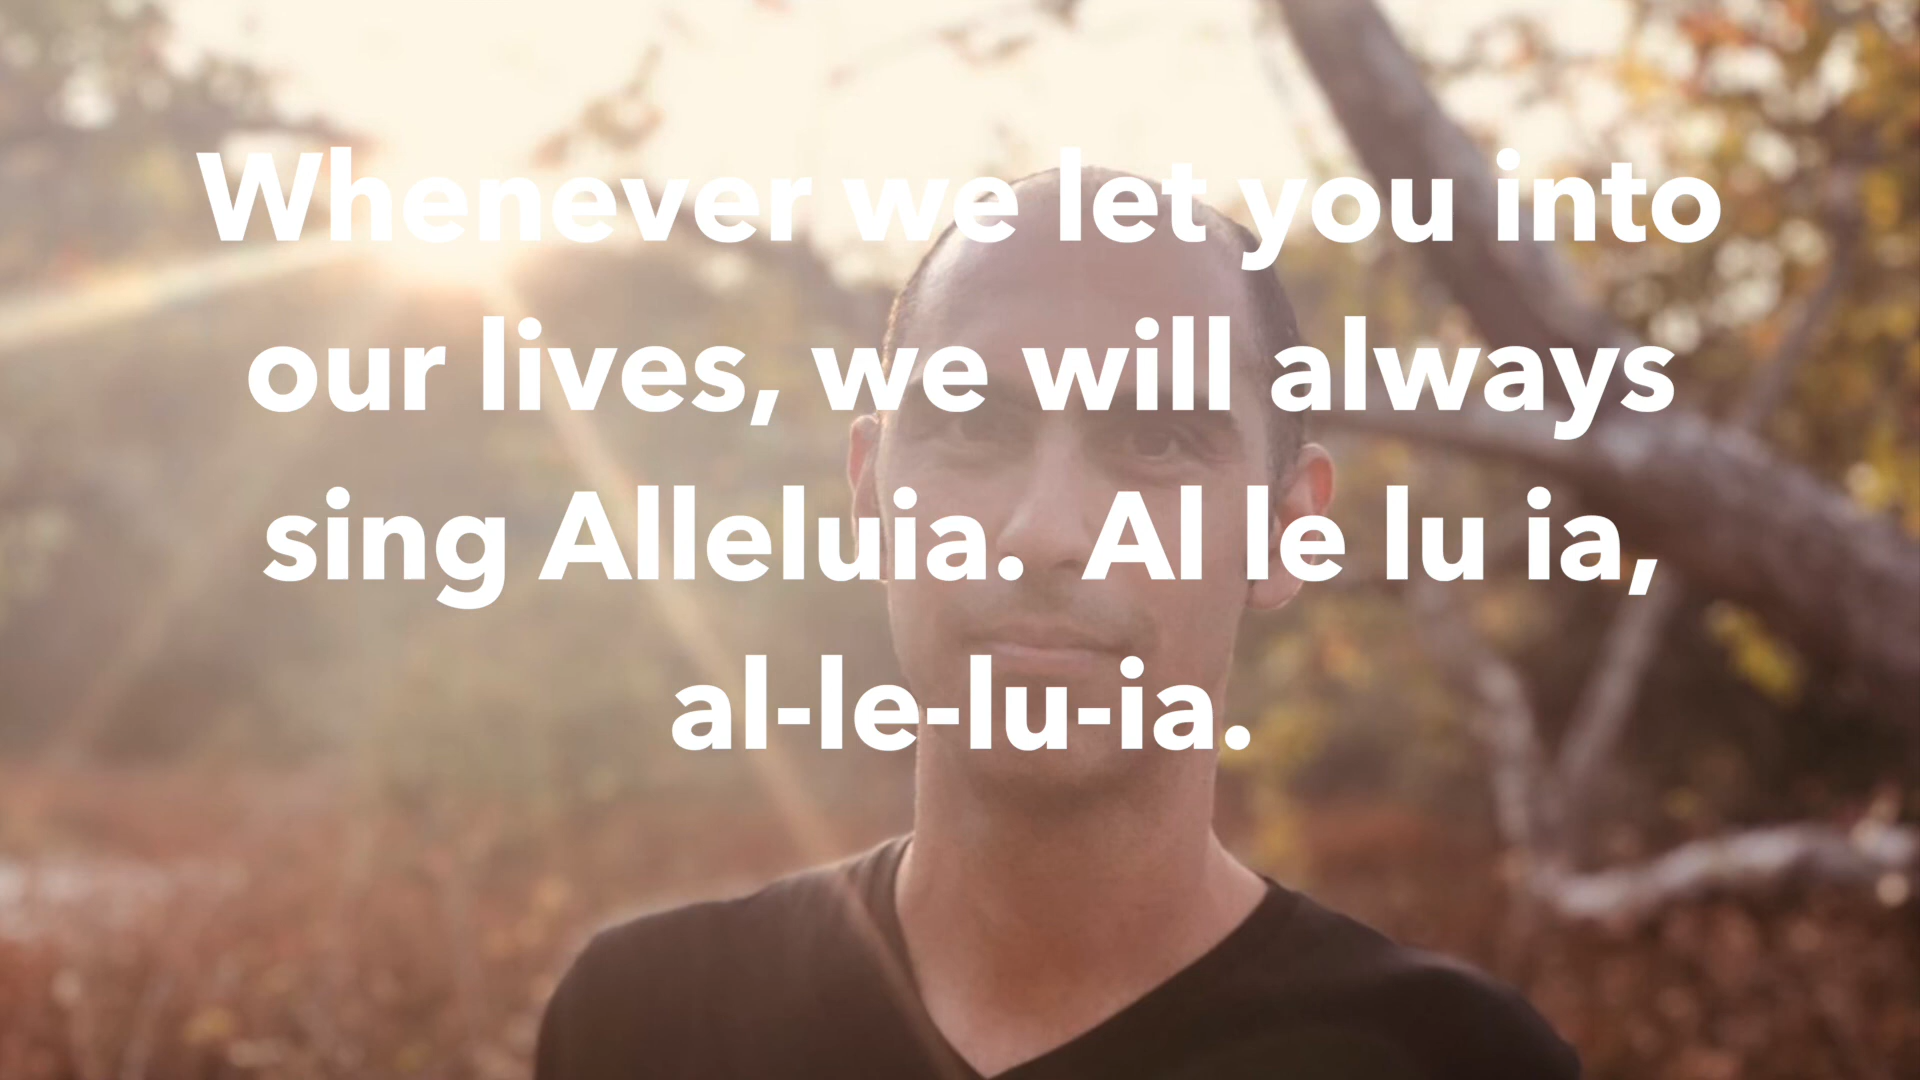 Whenever we let you into
our lives, we will always
sing Alleluia.  Al le lu ia,
al-le-lu-ia.